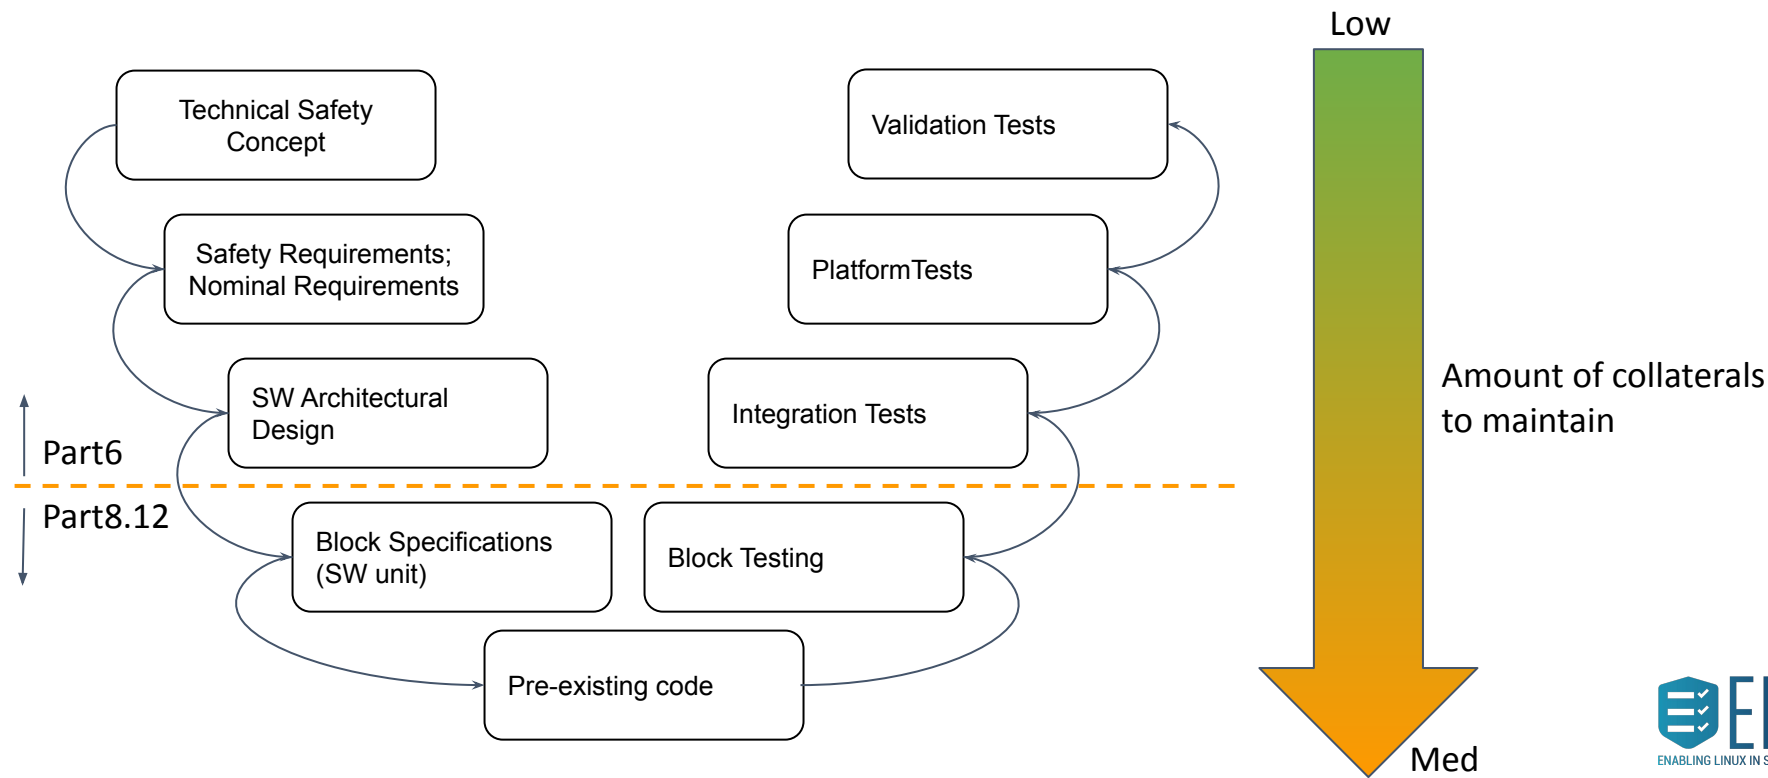 Low
Technical Safety
Concept
Validation Tests
Safety Requirements;
Nominal Requirements
PlatformTests
SW Architectural
Design
Integration Tests
Amount of collaterals
to maintain
Part6
Part8.12
Block Specifications
(SW unit)
Block Testing
Pre-existing code
Med
ENABLING LINUX IN